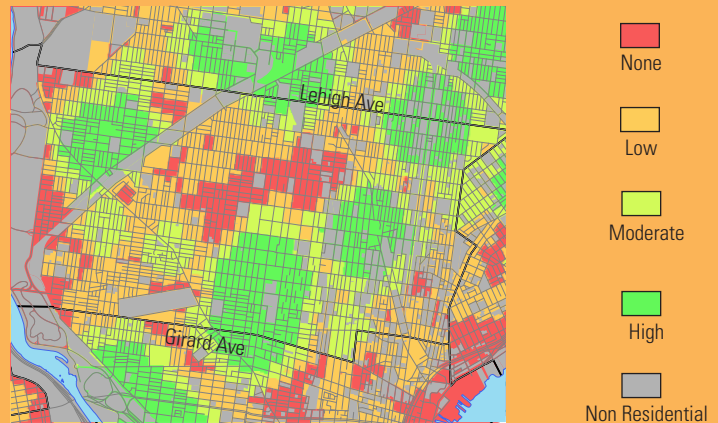 Lehigh Ave
Girard Ave
None
Low
Moderate
High
Non Residential